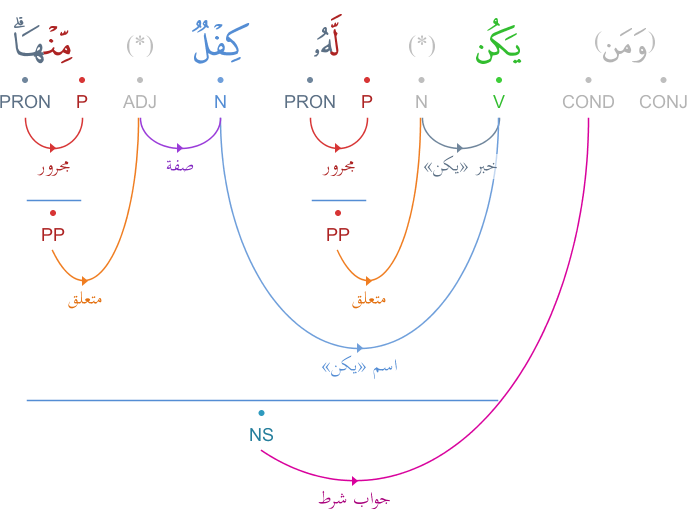 (وَمَن) يَكُن (*) لَّهُۥ كِفْلٌۭ (*) مِّنْهَا ۗ
PRON P ADJ N PRON P N V COND CONJ
مجرور صفة مجرور خبر «يكن»
PP PP
متعلق متعلق
اسم «يكن»
NS
جواب شرط